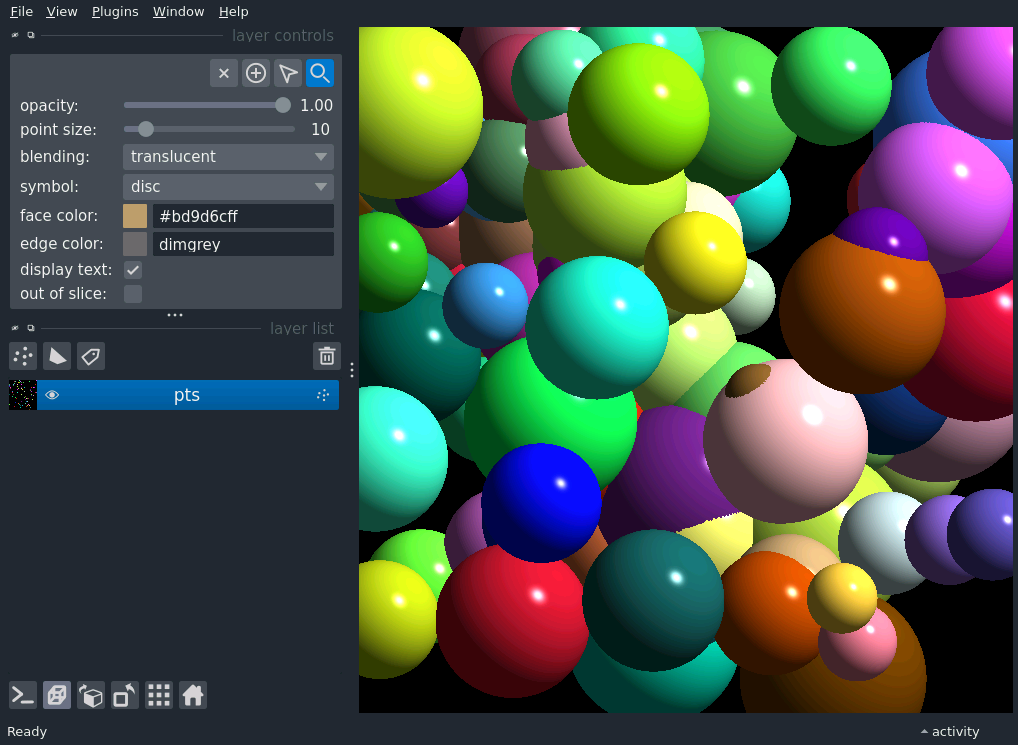 File View Plugins Window Help
layer controls
opacity: 1.00
point size: 10
blending: translucent
symbol: disc
face color: #bd9d6cff
edge color: dimgrey
display text:
out of slice:
layer list
pts
Ready activity